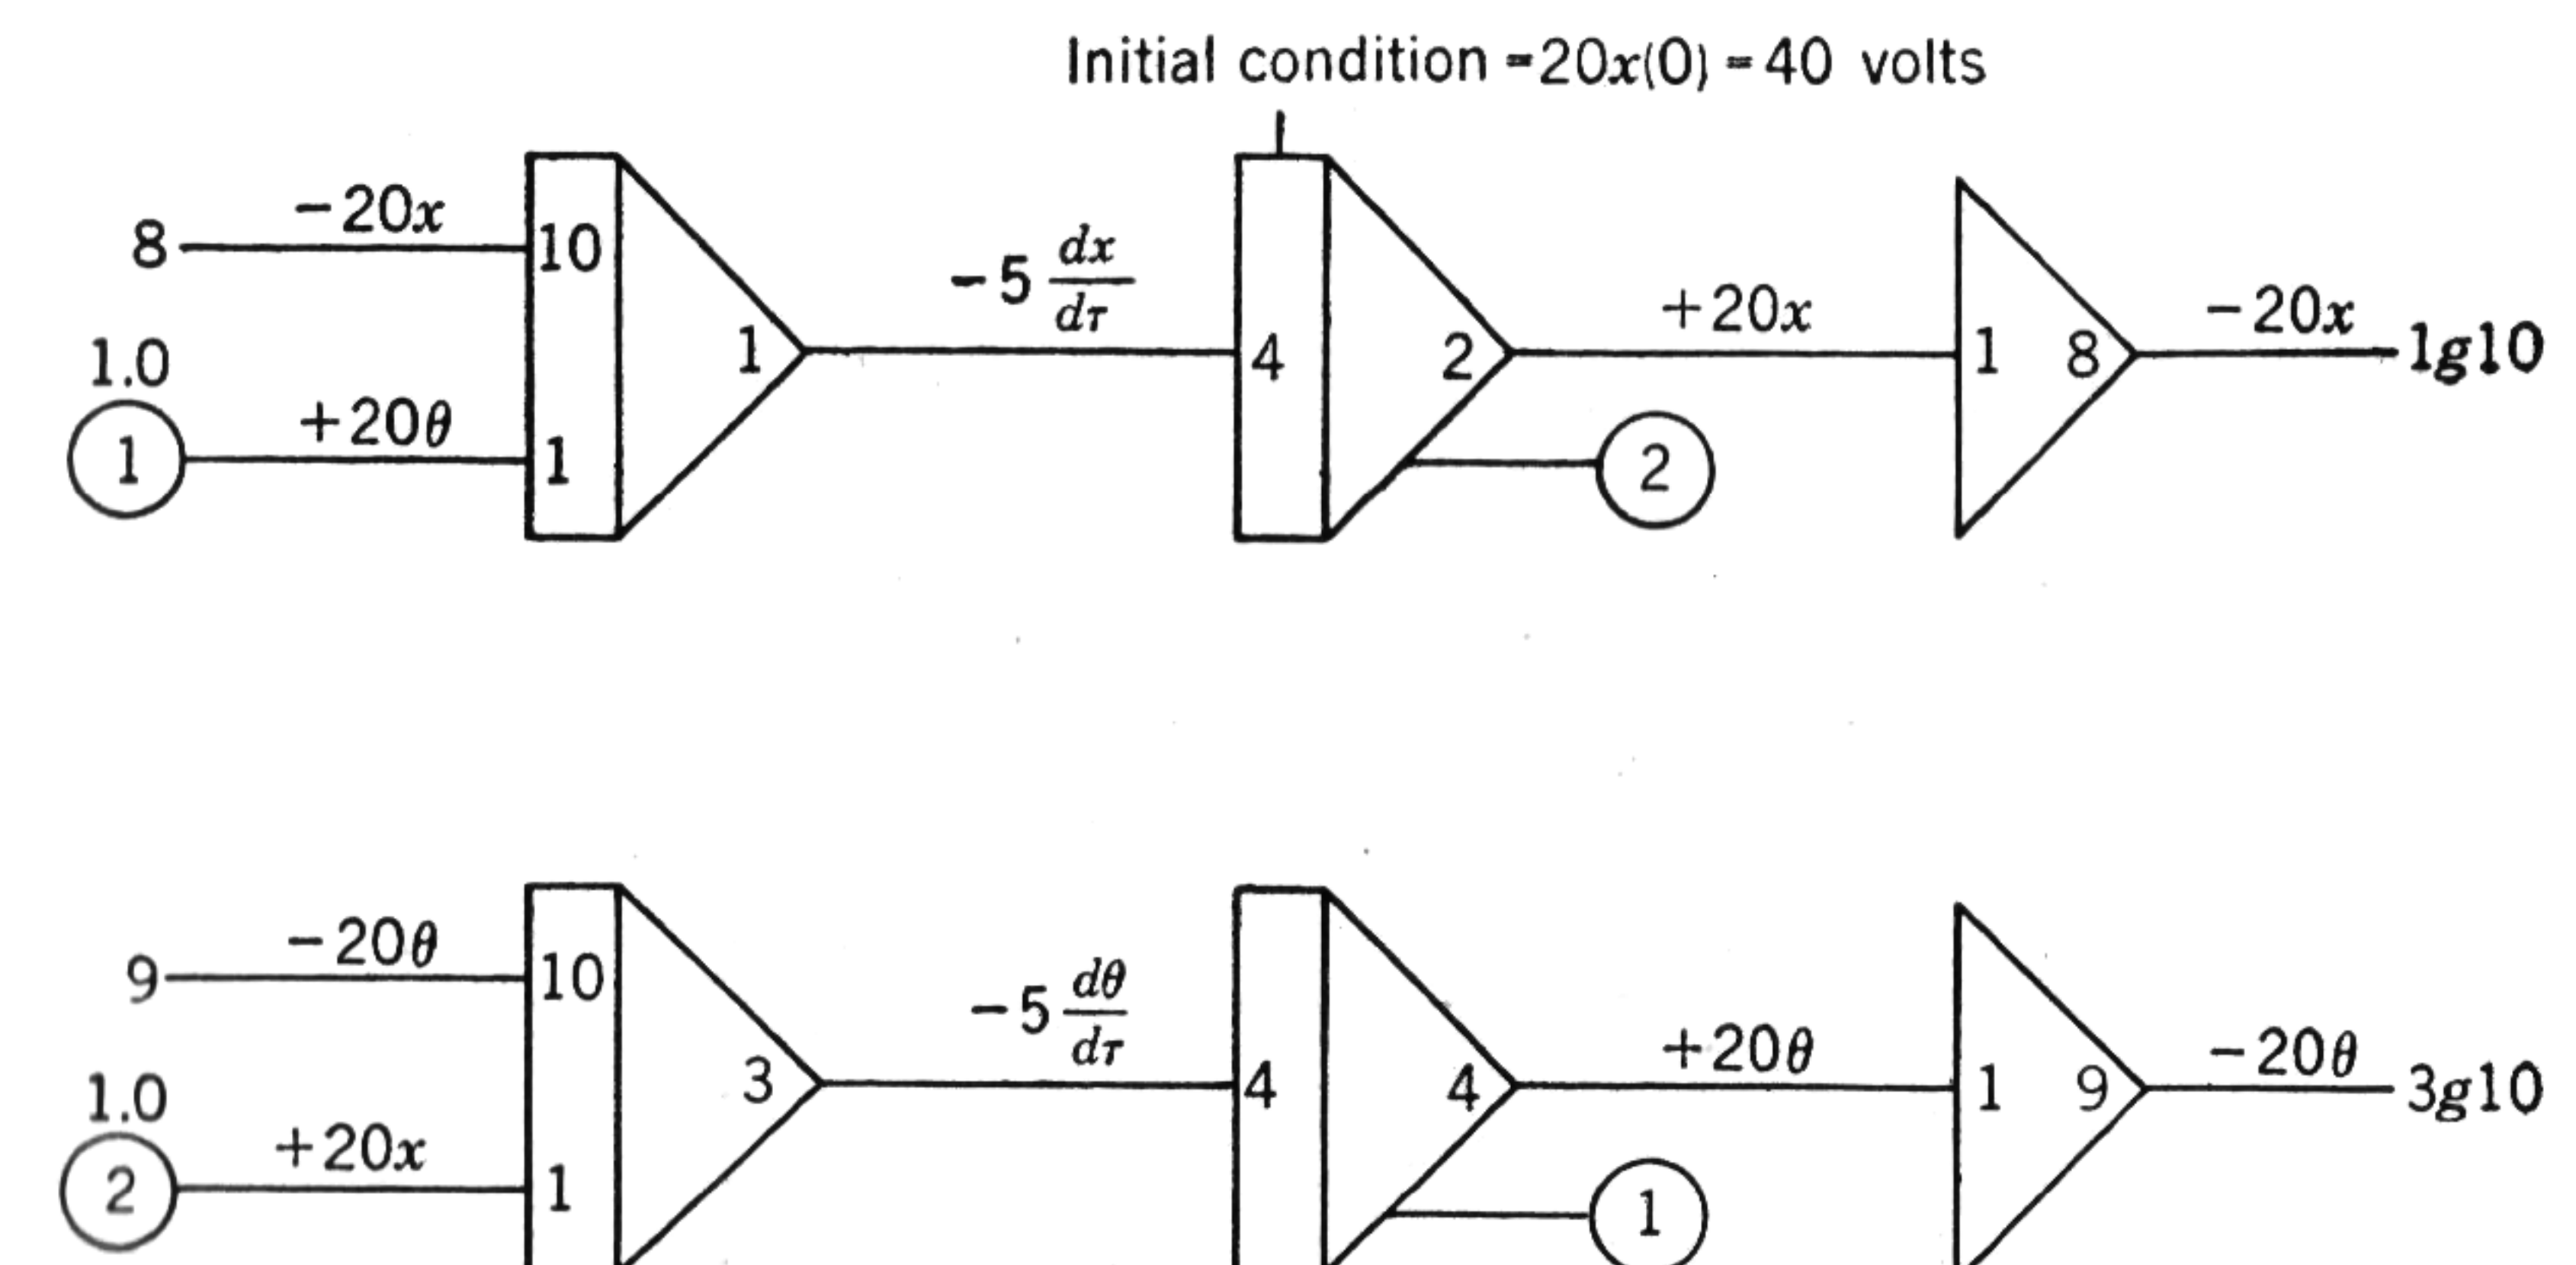 Initial condition =20x(0) = 40 volts
8 −20x 10 1 −5 dx/dτ 4 2 +20x 1 8 −20x 1g10
1.0
1 +20θ 1 2
9 −20θ 10 3 −5 dθ/dτ 4 4 +20θ 1 9 −20θ 3g10
1.0
2 +20x 1 1